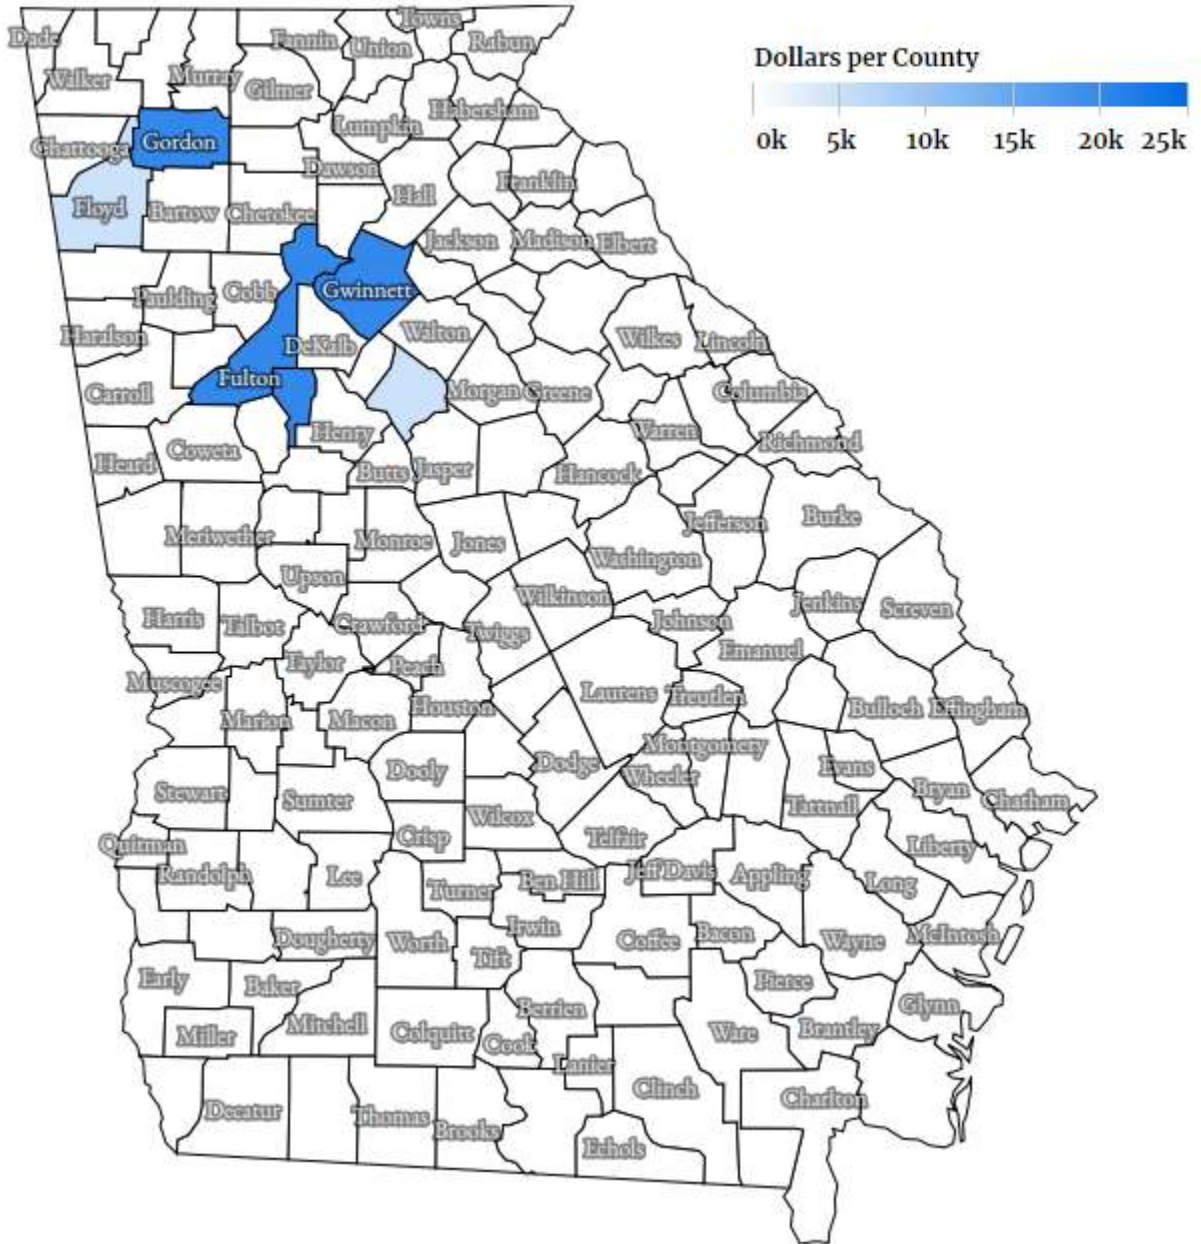 Towns
Dade
Fannin
Union
Rabun
Dollars per County
Walker
Murray
Gilmer
Habersham
Lumpkin
0k 5k 10k 15k 20k 25k
Chattooga
Gordon
Dawson
Franklin
Hall
Floyd
Bartow
Cherokee
Jackson
Madison
Elbert
Paulding
Cobb
Gwinnett
Haralson
DeKalb
Walton
Wilkes
Lincoln
Carroll
Fulton
Morgan
Greene
Columbia
Henry
Warren
Richmond
Heard
Coweta
Butts
Jasper
Hancock
Meriwether
Monroe
Jones
Jefferson
Burke
Washington
Upson
Wilkinson
Jenkins
Screven
Harris
Talbot
Crawford
Twiggs
Johnson
Emanuel
Taylor
Peach
Muscogee
Laurens
Treutlen
Marion
Macon
Houston
Bulloch
Effingham
Montgomery
Dooly
Dodge
Wheeler
Evans
Stewart
Sumter
Bryan
Chatham
Tattnall
Wilcox
Crisp
Telfair
Quitman
Liberty
Randolph
Lee
Turner
Ben Hill
Jeff Davis
Appling
Long
Dougherty
Worth
Irwin
Coffee
Bacon
Wayne
McIntosh
Tift
Early
Baker
Pierce
Berrien
Glynn
Miller
Mitchell
Colquitt
Cook
Ware
Brantley
Lanier
Clinch
Charlton
Decatur
Thomas
Brooks
Echols